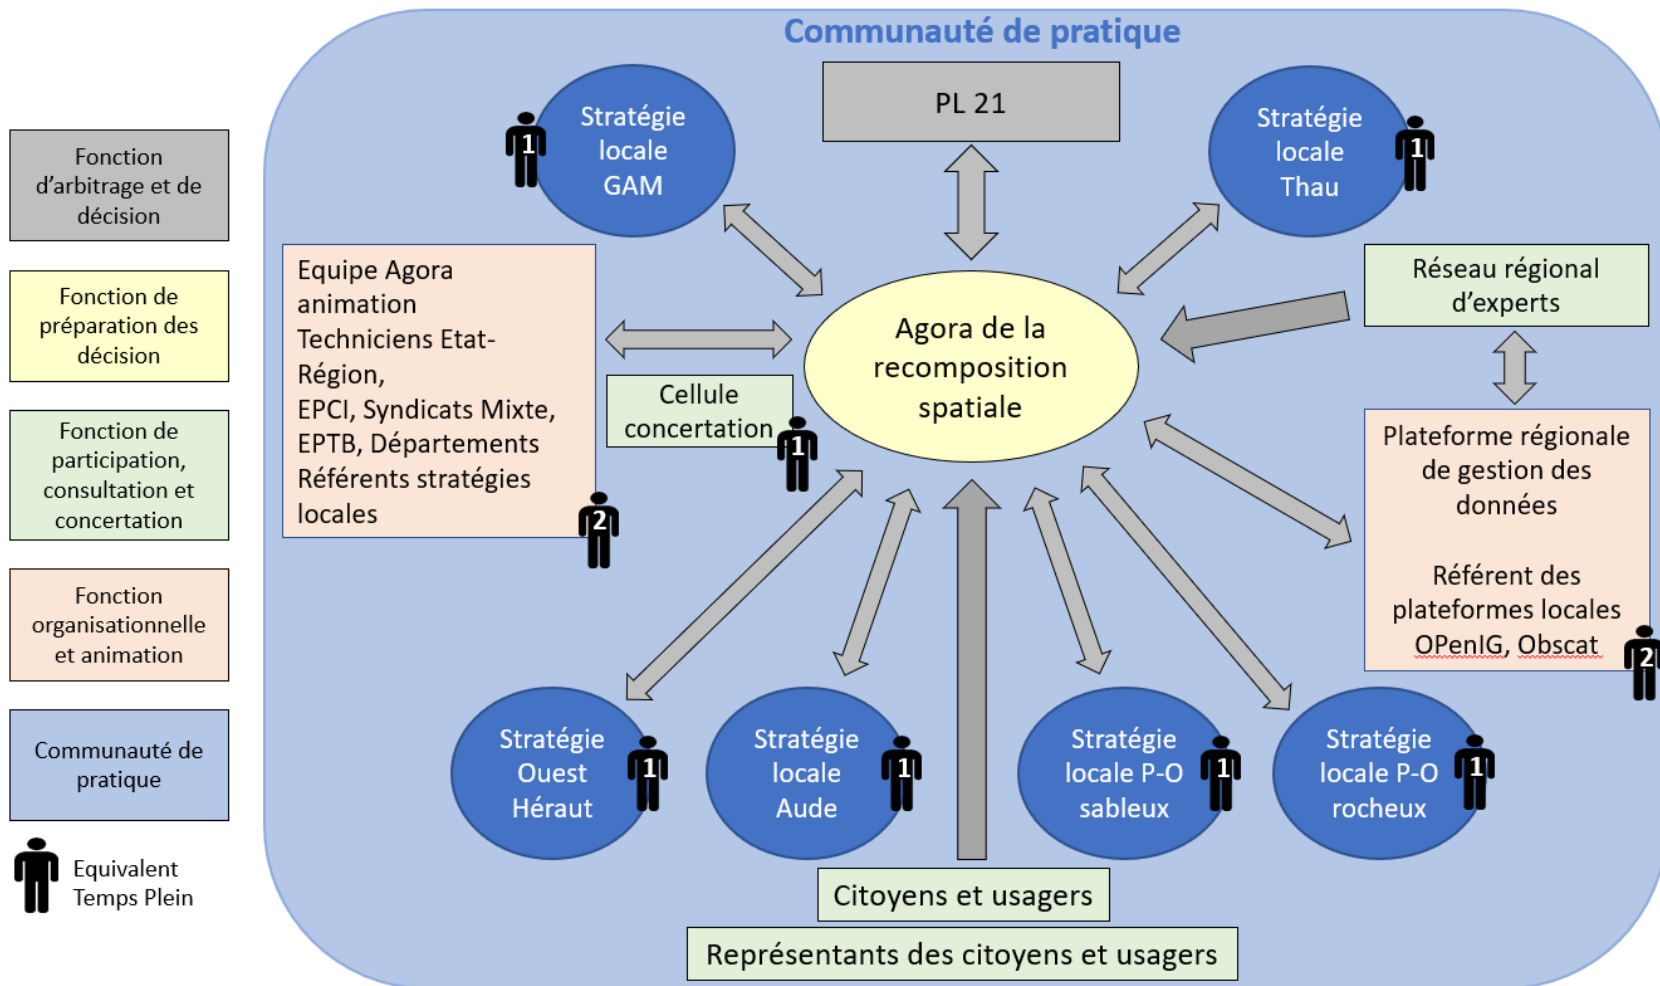 Communauté de pratique
PL 21
Stratégie
locale
GAM
1
Stratégie
locale
Thau
1
Fonction
d'arbitrage et de
décision
Fonction de
préparation des
décision
Fonction de
participation,
consultation et
concertation
Fonction
organisationnelle
et animation
Communauté de
pratique
Equivalent
Temps Plein
Equipe Agora
animation
Techniciens Etat-
Région,
EPCI, Syndicats Mixte,
EPTB, Départements
Référents stratégies
locales
2
Cellule
concertation
1
Agora de la
recomposition
spatiale
Réseau régional
d'experts
Plateforme régionale
de gestion des
données
Référent des
plateformes locales
OPenIG, Obscat
2
Stratégie
Ouest
Héraut
1
Stratégie
locale
Aude
1
Stratégie
locale P-O
sableux
1
Stratégie
locale P-O
rocheux
1
Citoyens et usagers
Représentants des citoyens et usagers